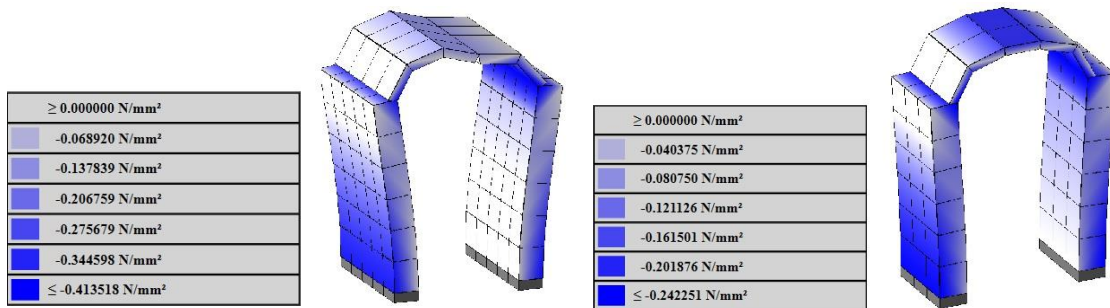 ≥ 0.000000 N/mm²
-0.068920 N/mm²
-0.137839 N/mm²
-0.206759 N/mm²
-0.275679 N/mm²
-0.344598 N/mm²
≤ -0.413518 N/mm²
≥ 0.000000 N/mm²
-0.040375 N/mm²
-0.080750 N/mm²
-0.121126 N/mm²
-0.161501 N/mm²
-0.201876 N/mm²
≤ -0.242251 N/mm²